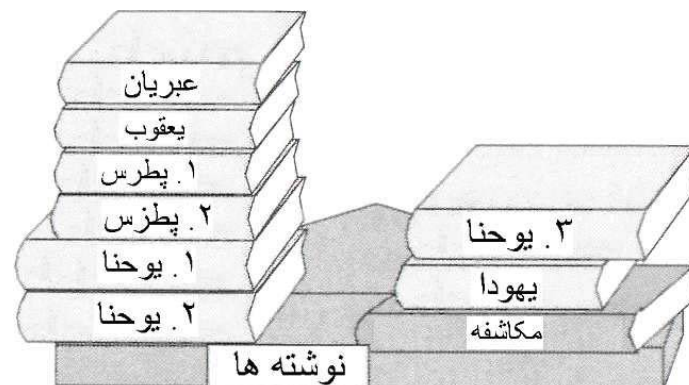 عبریان
یعقوب
۱. پطرس
۲. پطزس
۱. یوحنا
۲. یوحنا
۳. یوحنا
یهودا
مکاشفه
نوشته ها